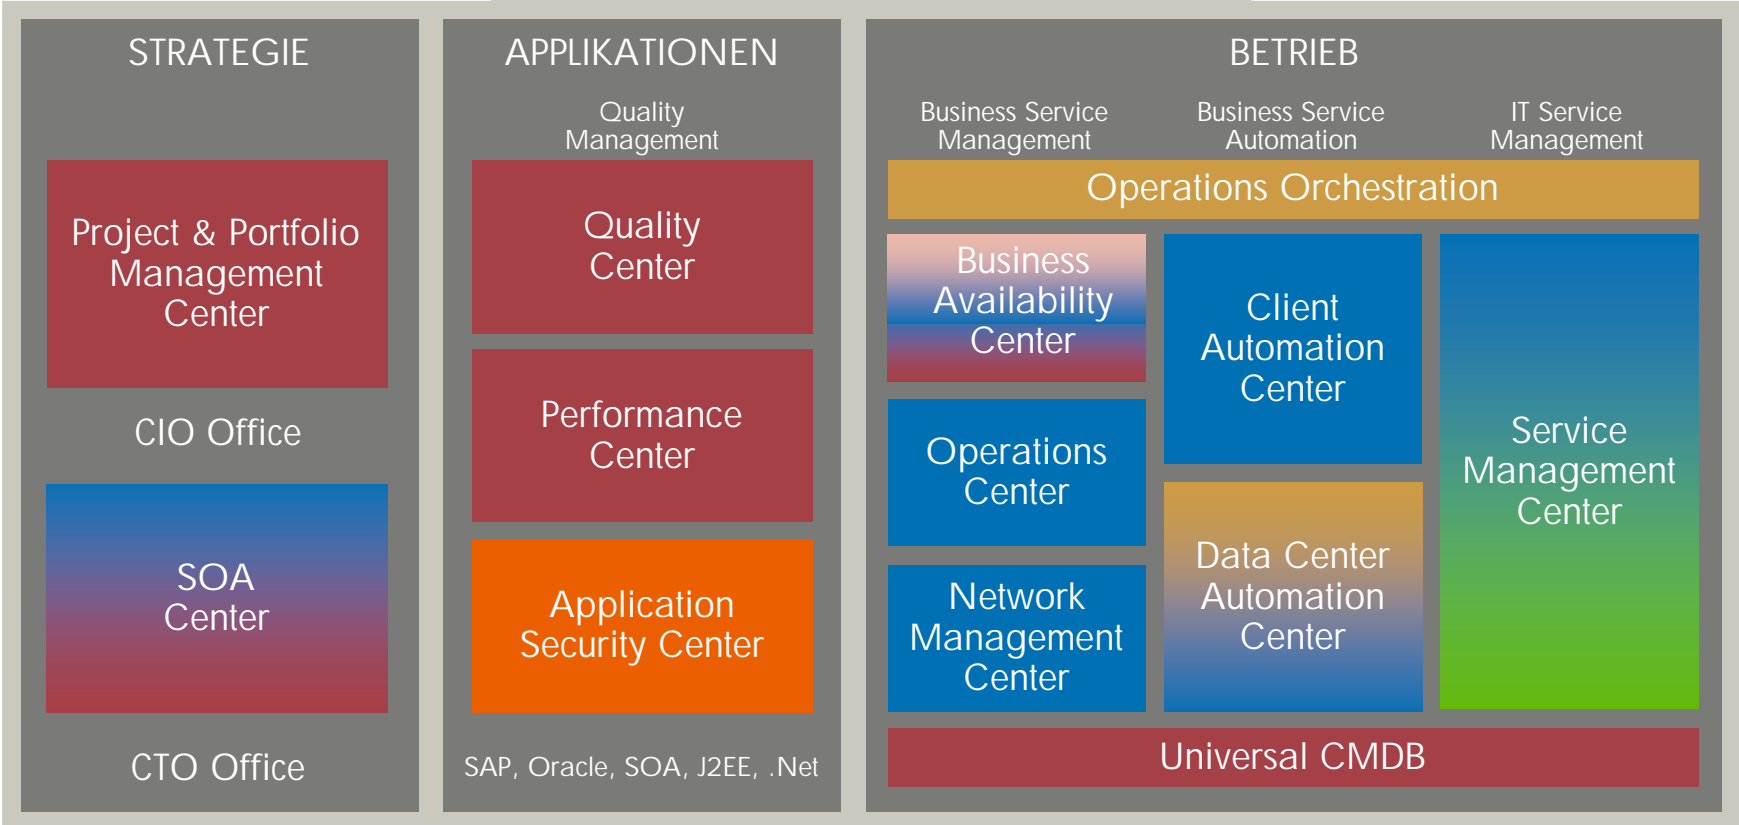 STRATEGIE
Project & Portfolio
Management
Center
CIO Office
SOA
Center
CTO Office
APPLIKATIONEN
Quality
Management
Quality
Center
Performance
Center
Application
Security Center
SAP, Oracle, SOA, J2EE, .Net
BETRIEB
Business Service
Management
Business Service
Automation
IT Service
Management
Operations Orchestration
Business
Availability
Center
Operations
Center
Network
Management
Center
Client
Automation
Center
Data Center
Automation
Center
Service
Management
Center
Universal CMDB